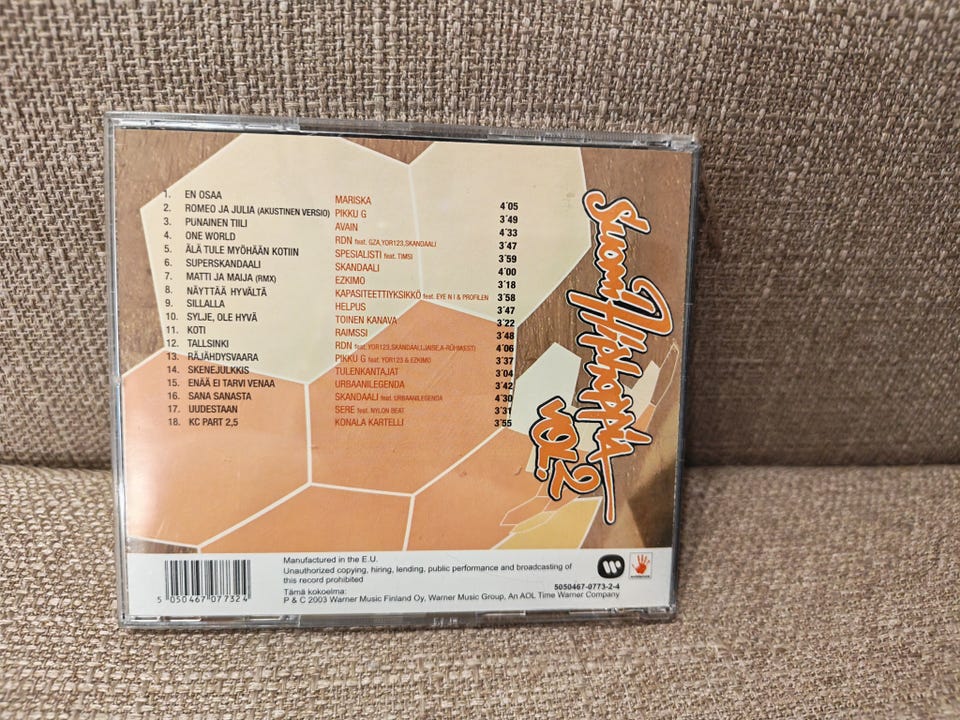 1. EN OSAA MARISKA 4´05
2. ROMEO JA JULIA (AKUSTINEN VERSIO) PIKKU G 3´49
3. PUNAINEN TIILI AVAIN 4´33
4. ONE WORLD RDN feat. GZA,YOR123,SKANDAALI 3´47
5. ÄLÄ TULE MYÖHÄÄN KOTIIN SPESIALISTI feat. TIMSI 3´59
6. SUPERSKANDAALI SKANDAALI 4´00
7. MATTI JA MAIJA (RMX) EZKIMO 3´18
8. NÄYTTÄÄ HYVÄLTÄ KAPASITEETTIYKSIKKÖ feat. EYE N I & PROFILEN 3´58
9. SILLALLA HELPUS 3´47
10. SYLJE, OLE HYVÄ TOINEN KANAVA 3´22
11. KOTI RAIMSSI 3´48
12. TALLSINKI RDN feat. YOR123,SKANDAALI, 4´06
13. RÄJÄHDYSVAARA PIKKU G feat. YOR123 & EZKIMO 3´37
14. SKENEJULKKIS TULENKANTAJAT 3´04
15. ENÄÄ EI TARVI VENAA URBAANILEGENDA 3´42
16. SANA SANASTA SKANDAALI feat. URBAANILEGENDA 4´30
17. UUDESTAAN SERE feat. NYLON BEAT 3´31
18. KC PART 2,5 KONALA KARTELLI 3´55
Suomi Hiphoppia
VOL.2
Manufactured in the E.U.
Unauthorized copying, hiring, lending, public performance and broadcasting of
this record prohibited
Tämä kokoelma:
P & C 2003 Warner Music Finland Oy, Warner Music Group, An AOL Time Warner Company
5050467-0773-2-4
5 050467 077324